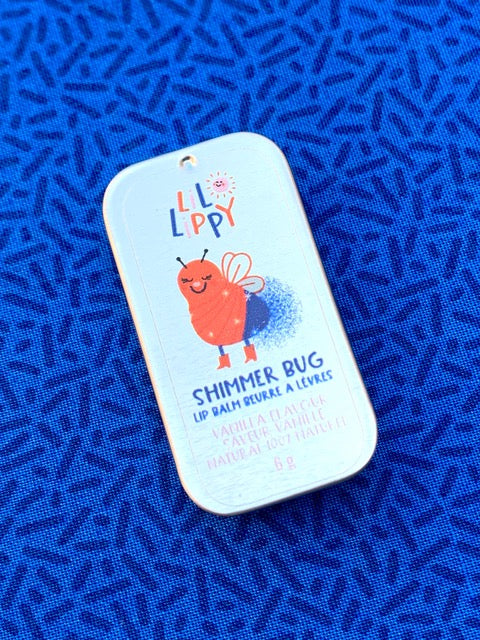 LiL
LiPPY
SHIMMER BUG
LIP BALM BEURRE A LÈVRES
VANILLA FLAVOUR
SAVEUR VANILLE
NATURAL 100% NATUREL
6 g